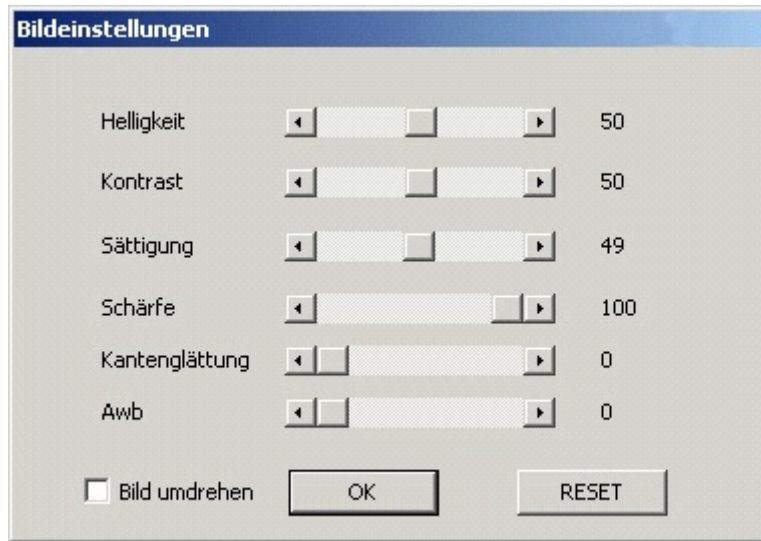 Bildeinstellungen
Helligkeit 50
Kontrast 50
Sättigung 49
Schärfe 100
Kantenglättung 0
Awb 0
Bild umdrehen OK RESET